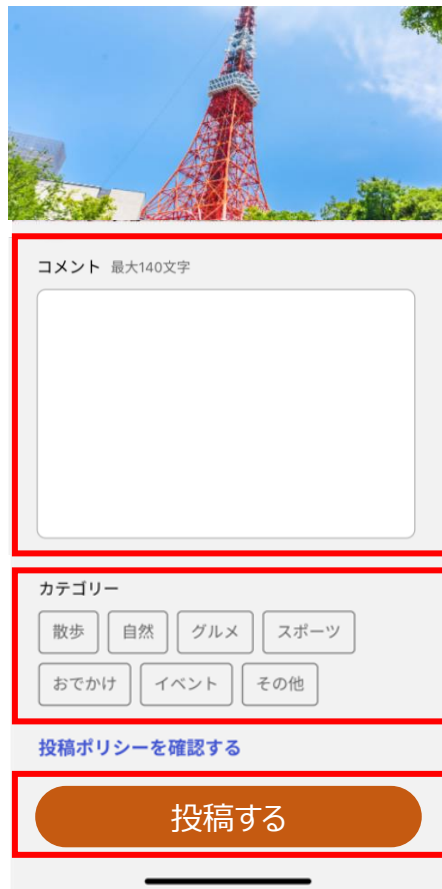 コメント 最大140文字
カテゴリー
散歩 自然 グルメ スポーツ
おでかけ イベント その他
投稿ポリシーを確認する
投稿する